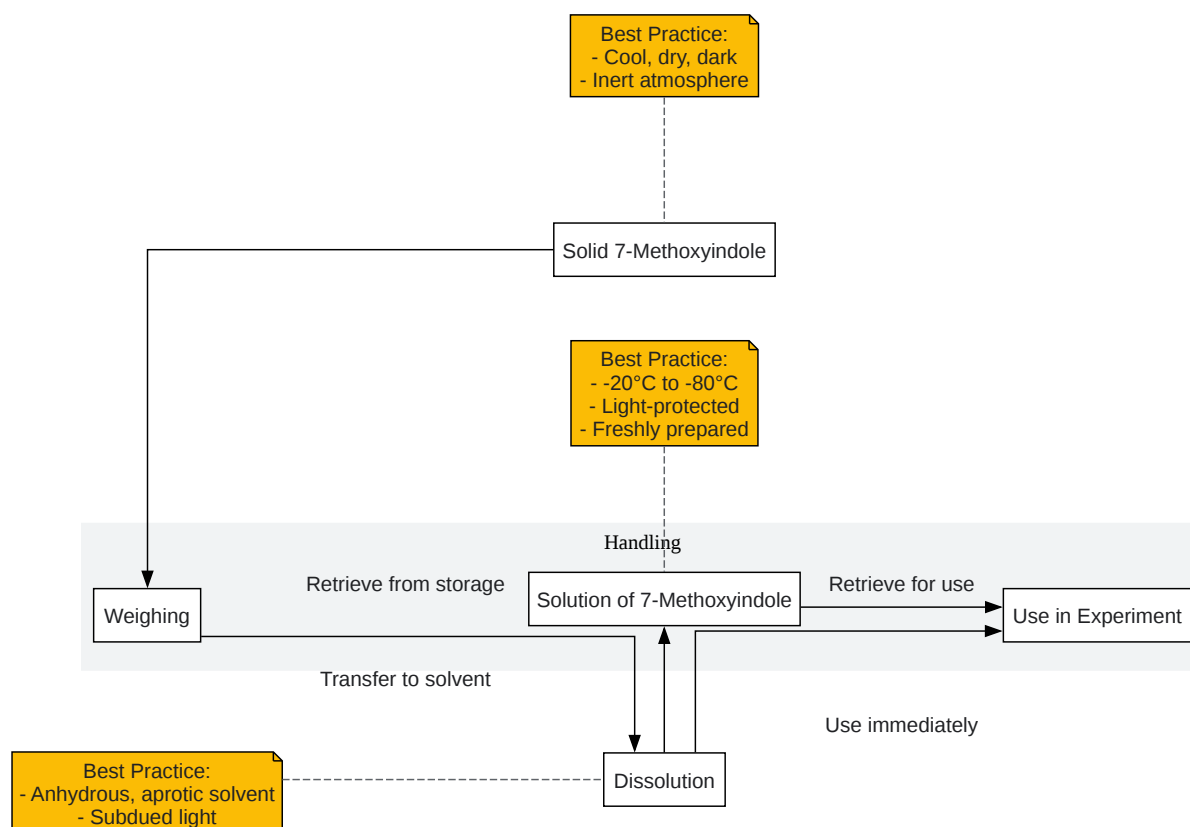 Best Practice:
- Cool, dry, dark
- Inert atmosphere
Solid 7-Methoxyindole
Best Practice:
- -20°C to -80°C
- Light-protected
- Freshly prepared
Handling
Retrieve from storage
Retrieve for use
Weighing
Solution of 7-Methoxyindole
Use in Experiment
Transfer to solvent
Use immediately
Best Practice:
- Anhydrous, aprotic solvent
- Subdued light
Dissolution